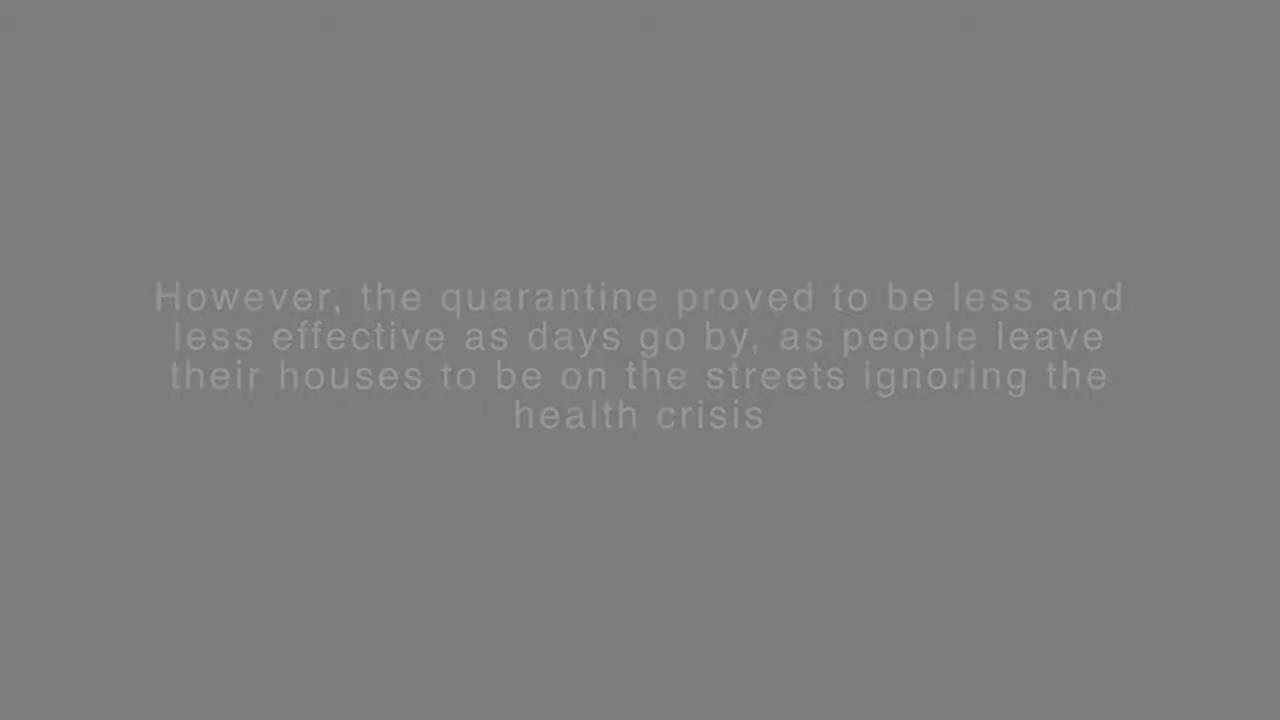 However, the quarantine proved to be less and
less effective as days go by, as people leave
their houses to be on the streets ignoring the
health crisis